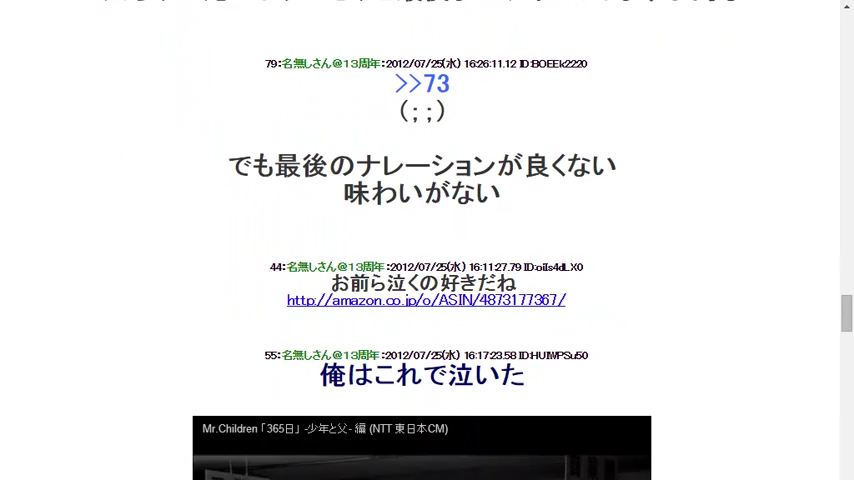 79：名無しさん＠１３周年：2012/07/25(水) 16:26:11.12 ID:BOEEk2220
>>73
（；；）
でも最後のナレーションが良くない
味わいがない
44：名無しさん＠１３周年：2012/07/25(水) 16:11:27.79 ID:oiIs4dLX0
お前ら泣くの好きだね
http://amazon.co.jp/o/ASIN/4873177367/
55：名無しさん＠１３周年：2012/07/25(水) 16:17:23.58 ID:HUIWPSu50
俺はこれで泣いた
Mr.Children「365日」 -少年と父- 編 (NTT 東日本CM)